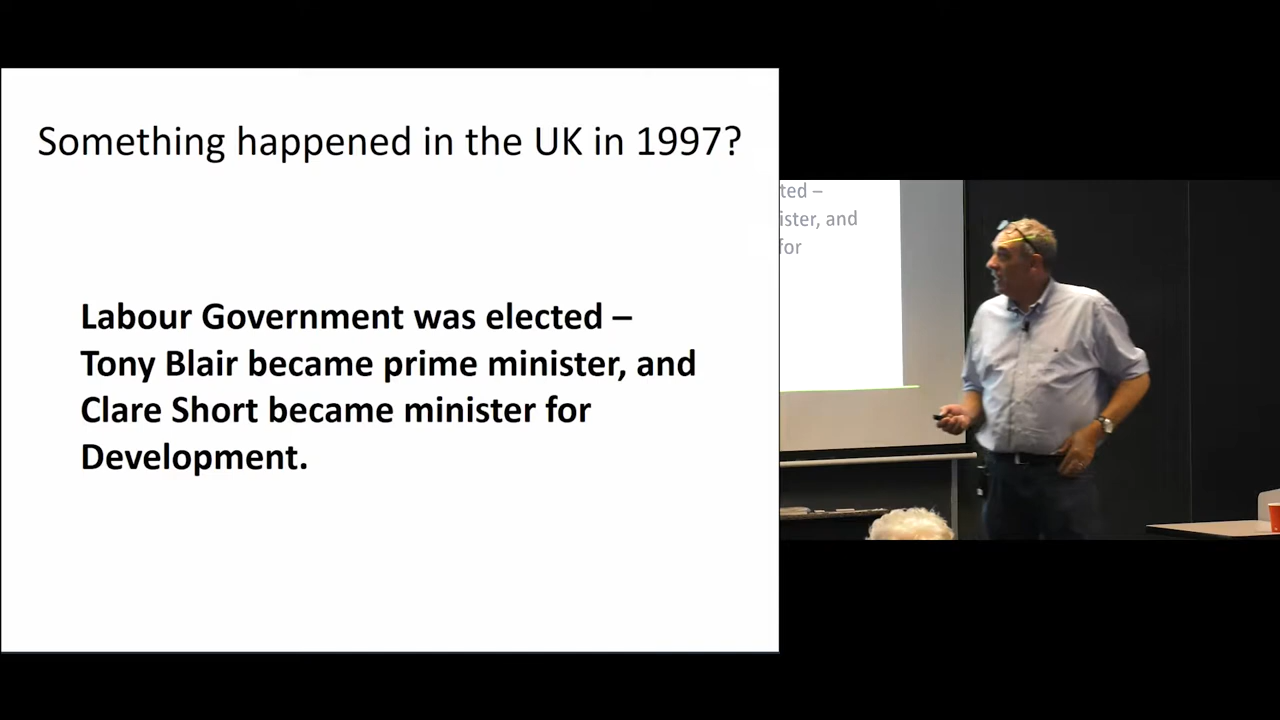 Something happened in the UK in 1997?
Labour Government was elected –
Tony Blair became prime minister, and
Clare Short became minister for
Development.
ted –
ister, and
for